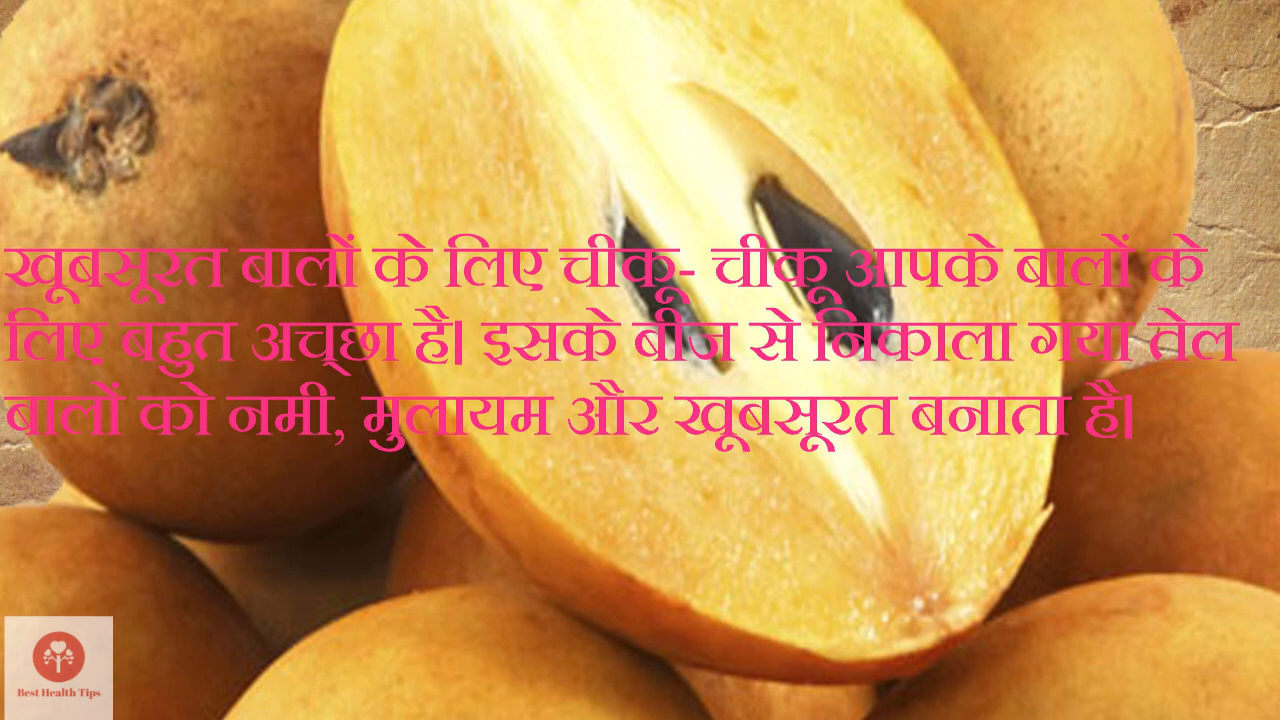 खूबसूरत बालों के लिए चीकू- चीकू आपके बालों के
लिए बहुत अच्छा है। इसके बीज से निकाला गया तेल
बालों को नमी, मुलायम और खूबसूरत बनाता है।
Best Health Tips